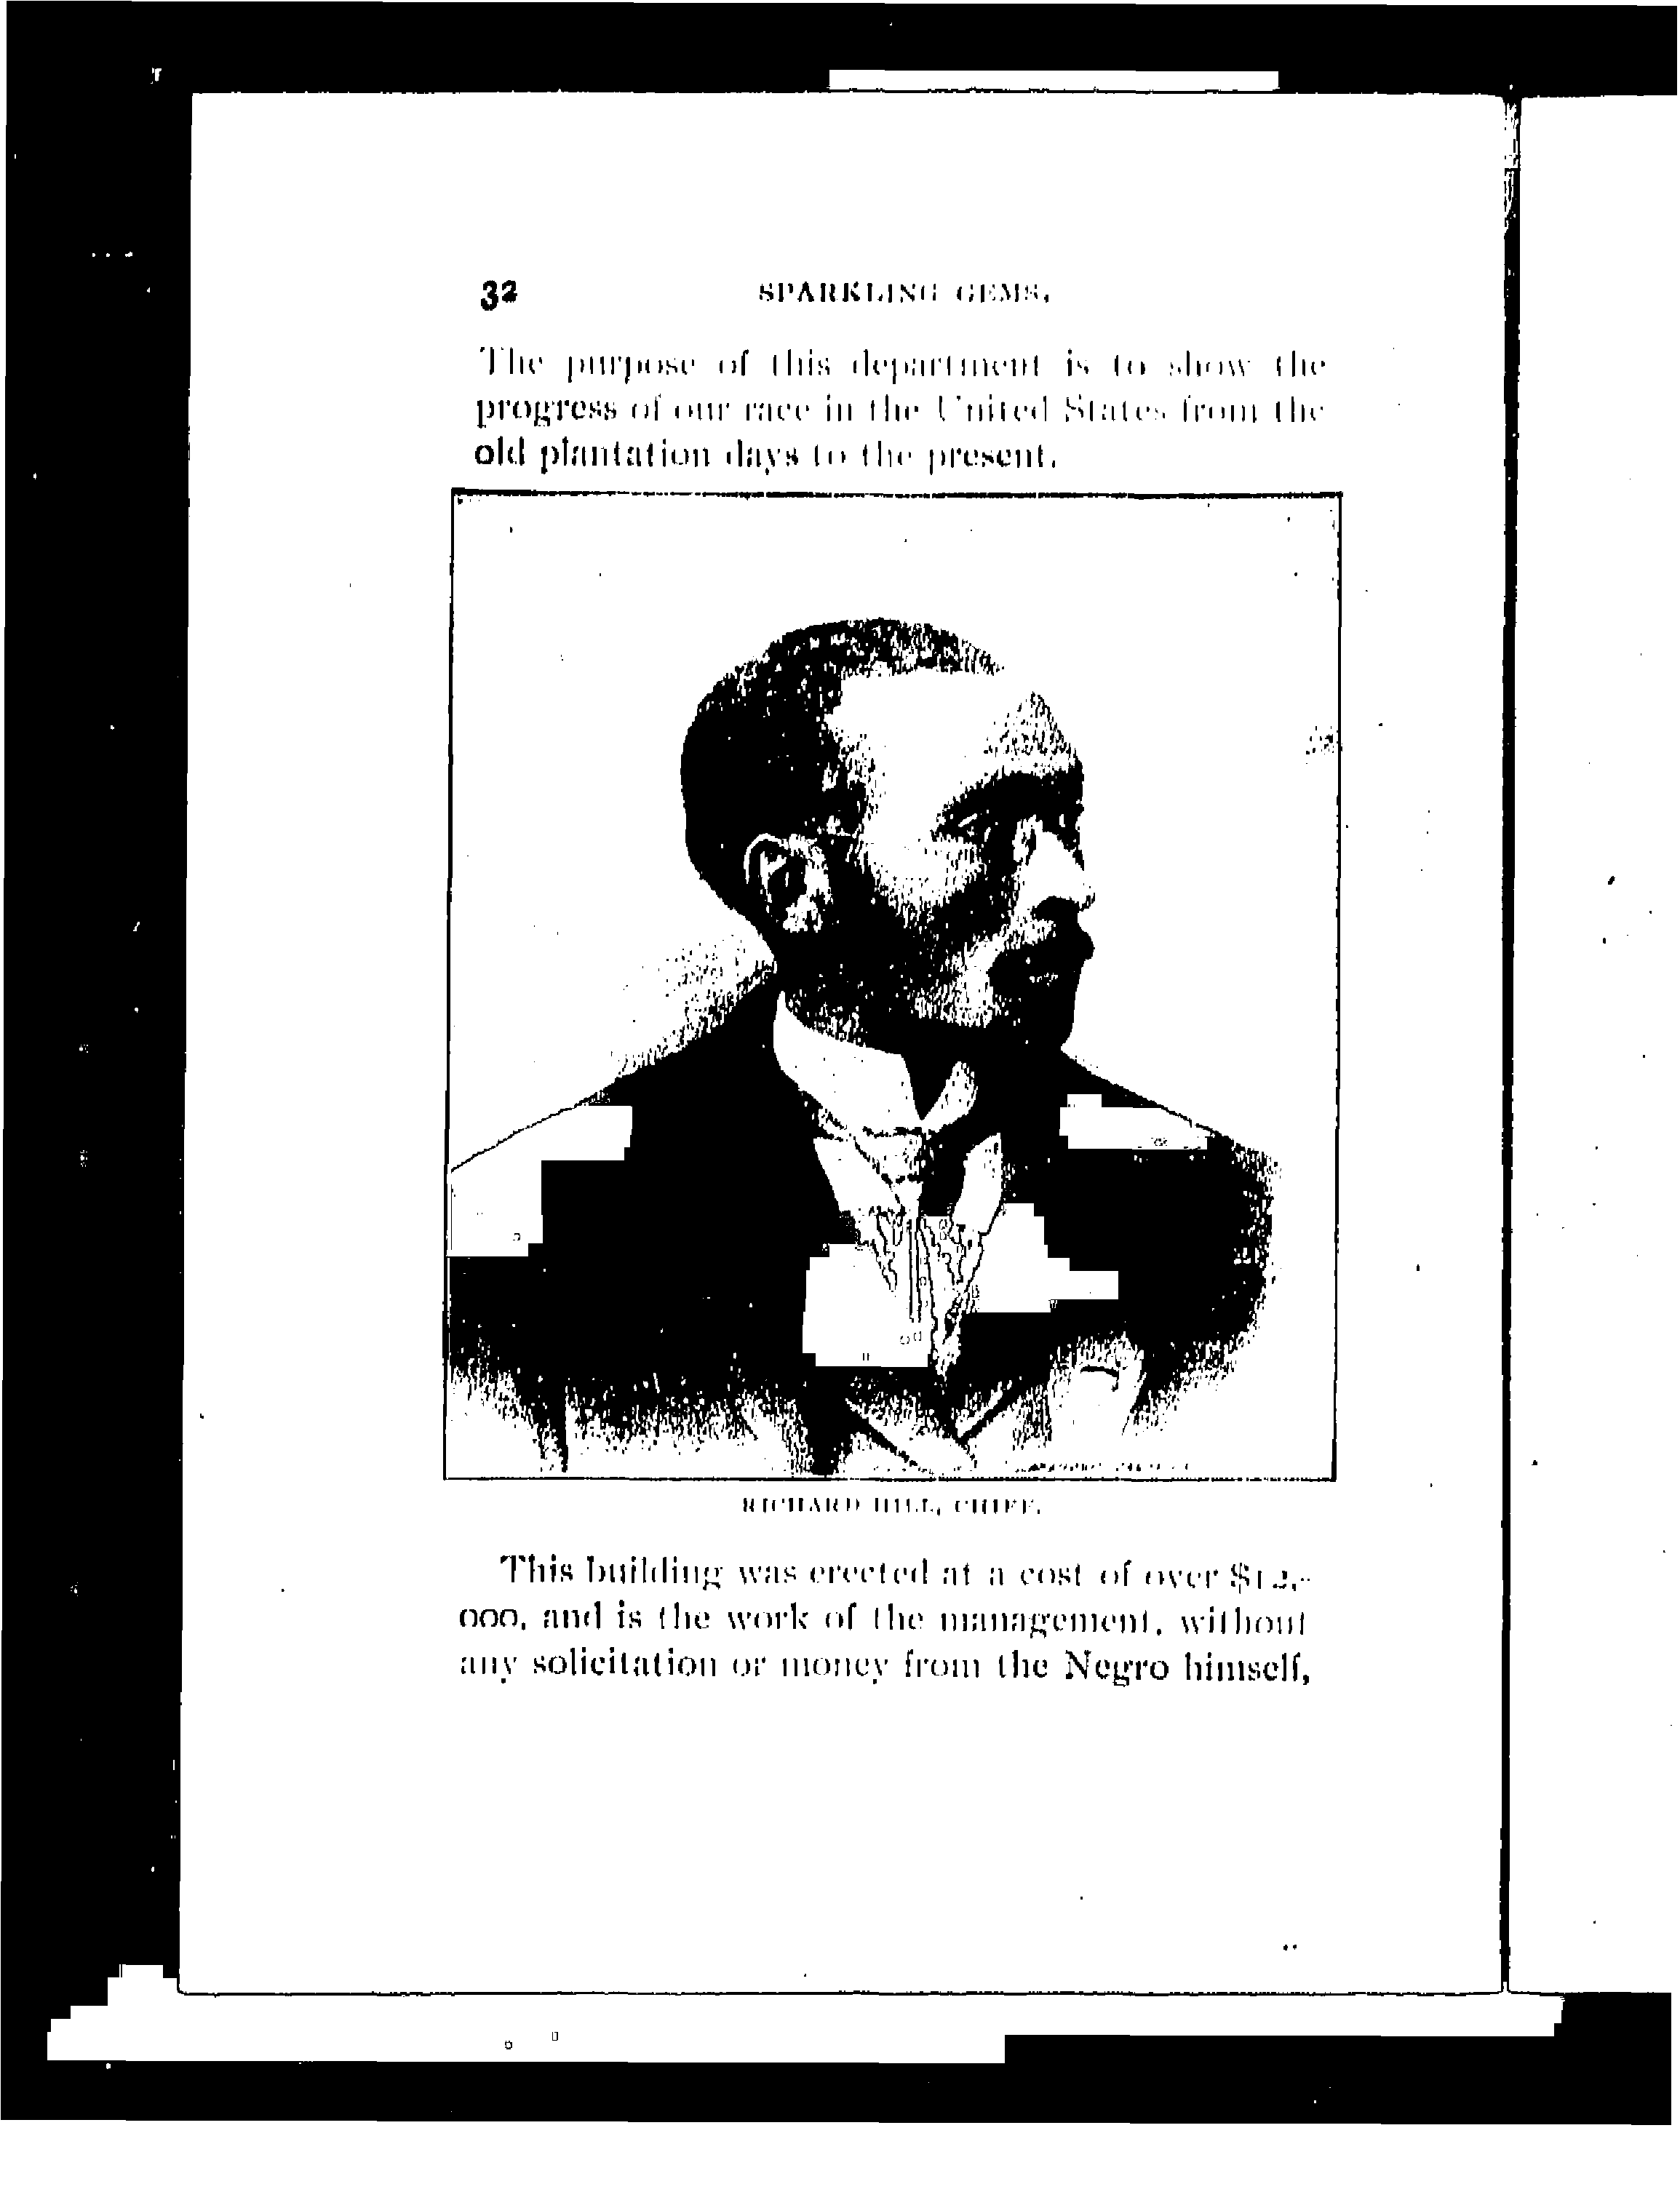 32 SPARKLING GEMS.
The purpose of this department is to show the
progress of our race in the United States from the
old plantation days to the present.
RICHARD HILL, CHIEF.
This building was erected at a cost of over $12,-
000, and is the work of the management, without
any solicitation or money from the Negro himself,